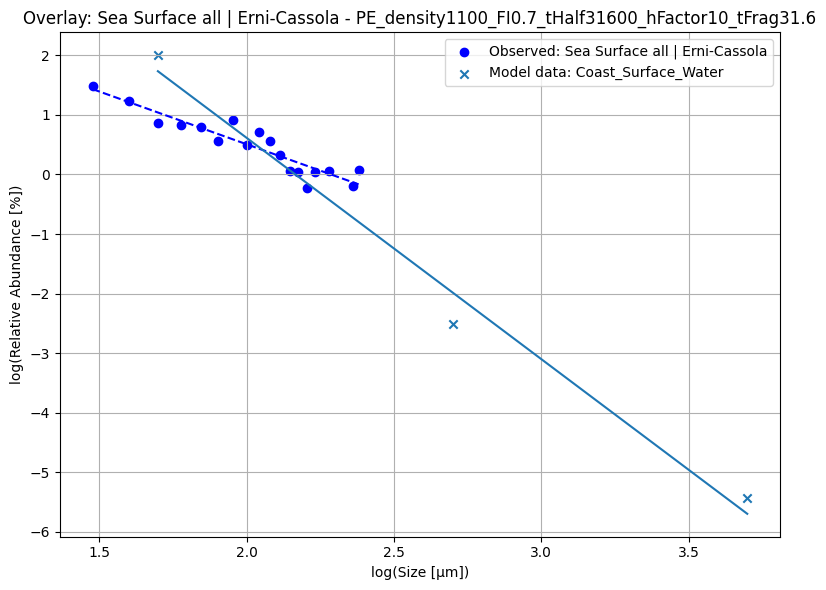 Overlay: Sea Surface all | Erni-Cassola - PE_density1100_FI0.7_tHalf31600_hFactor10_tFrag31.6
Observed: Sea Surface all | Erni-Cassola
Model data: Coast_Surface_Water
log(Relative Abundance [%])
2
1
0
−1
−2
−3
−4
−5
−6
1.5 2.0 2.5 3.0 3.5
log(Size [µm])